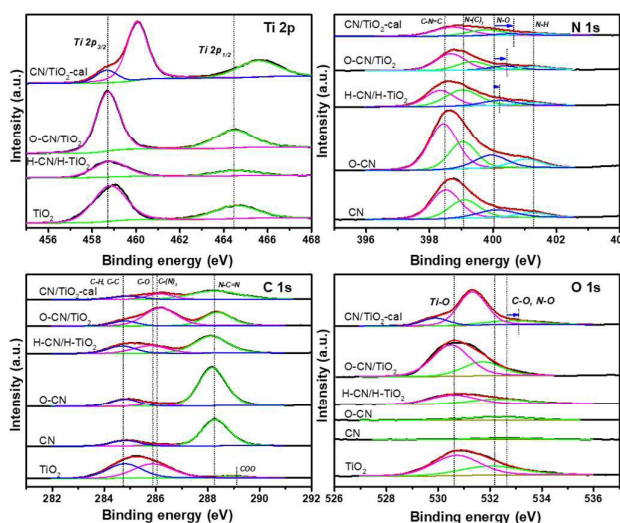 Ti 2p
Ti 2p3/2
Ti 2p1/2
CN/TiO2-cal
O-CN/TiO2
H-CN/H-TiO2
TiO2
Intensity (a.u.)
456 458 460 462 464 466 468
Binding energy (eV)
N 1s
C-N=C N-(C)3 N-O N-H
CN/TiO2-cal
O-CN/TiO2
H-CN/H-TiO2
O-CN
CN
Intensity (a.u.)
396 398 400 402 40
Binding energy (eV)
C 1s
C-H, C-C C-O C-(N)3 N-C=N
CN/TiO2-cal
O-CN/TiO2
H-CN/H-TiO2
O-CN
CN
TiO2
COO
Intensity (a.u.)
282 284 286 288 290 292
Binding energy (eV)
O 1s
Ti-O
C-O, N-O
CN/TiO2-cal
O-CN/TiO2
H-CN/H-TiO2
O-CN
CN
TiO2
Intensity (a.u.)
526 528 530 532 534 536
Binding energy (eV)